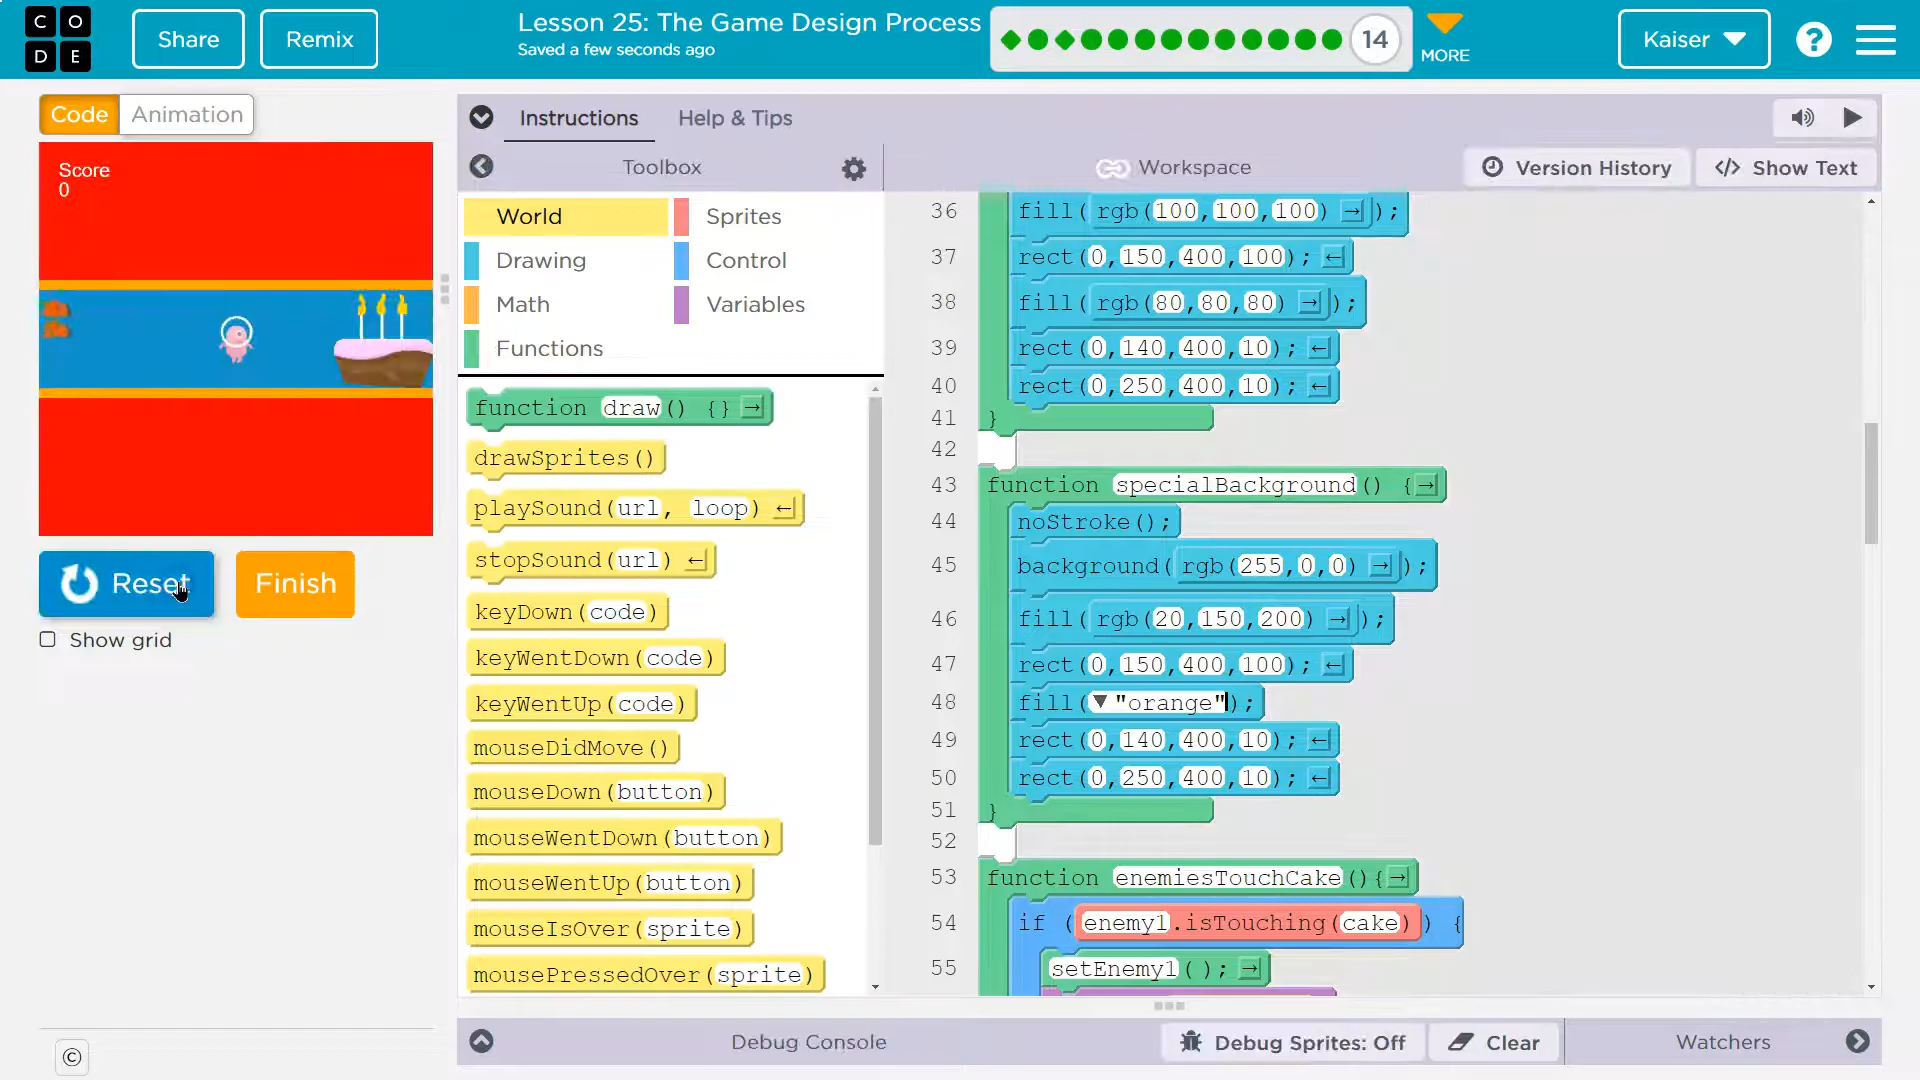 C O
D E
Share
Remix
Lesson 25: The Game Design Process
Saved a few seconds ago
14
MORE
Kaiser
?
Code
Animation
Score
0
Reset
Finish
Show grid
©
Instructions
Help & Tips
Toolbox
Workspace
Version History
</> Show Text
World
Sprites
Drawing
Control
Math
Variables
Functions
function draw() {}
drawSprites()
playSound(url, loop)
stopSound(url)
keyDown(code)
keyWentDown(code)
keyWentUp(code)
mouseDidMove()
mouseDown(button)
mouseWentDown(button)
mouseWentUp(button)
mouseIsOver(sprite)
mousePressedOver(sprite)
36 fill(rgb(100,100,100));
37 rect(0,150,400,100);
38 fill(rgb(80,80,80));
39 rect(0,140,400,10);
40 rect(0,250,400,10);
41 }
42
43 function specialBackground() {
44 noStroke();
45 background(rgb(255,0,0));
46 fill(rgb(20,150,200));
47 rect(0,150,400,100);
48 fill("orange");
49 rect(0,140,400,10);
50 rect(0,250,400,10);
51 }
52
53 function enemiesTouchCake(){
54 if (enemy1.isTouching(cake)) {
55 setEnemy1();
Debug Console
Debug Sprites: Off
Clear
Watchers